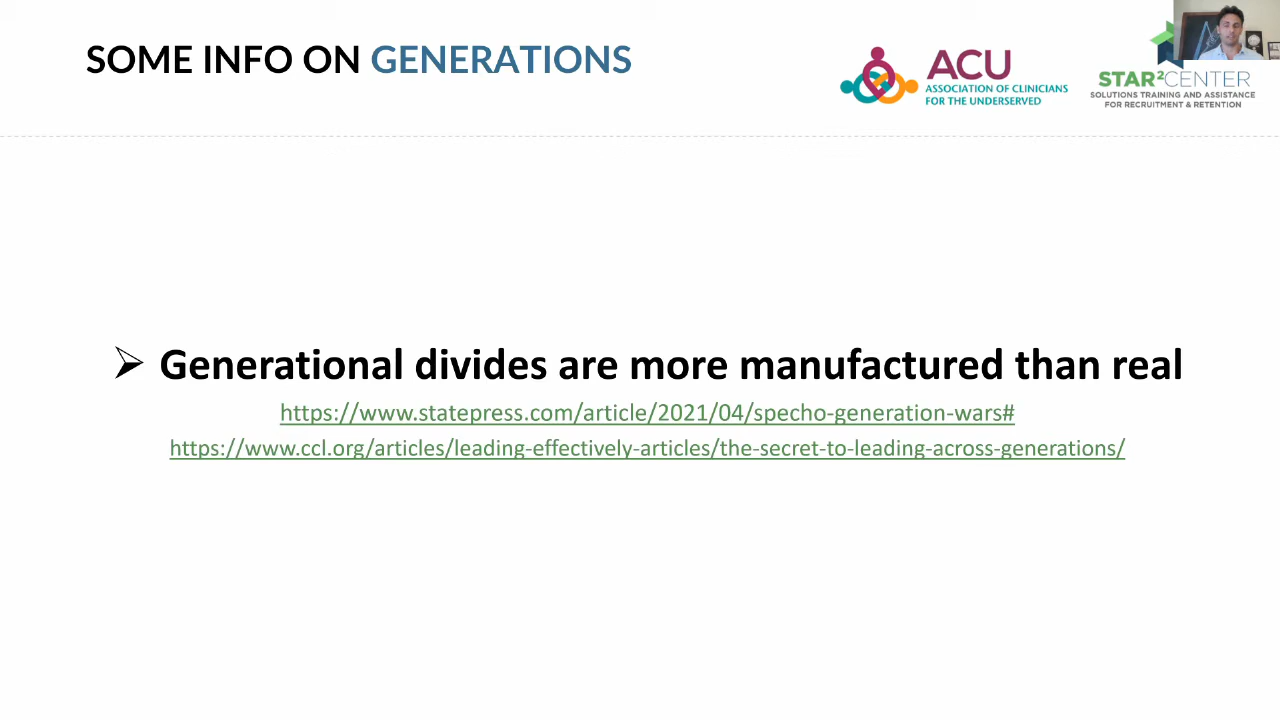 SOME INFO ON GENERATIONS
ACU
ASSOCIATION OF CLINICIANS
FOR THE UNDERSERVED
STAR²CENTER
SOLUTIONS TRAINING AND ASSISTANCE
FOR RECRUITMENT & RETENTION
➢ Generational divides are more manufactured than real
https://www.statepress.com/article/2021/04/specho-generation-wars#
https://www.ccl.org/articles/leading-effectively-articles/the-secret-to-leading-across-generations/